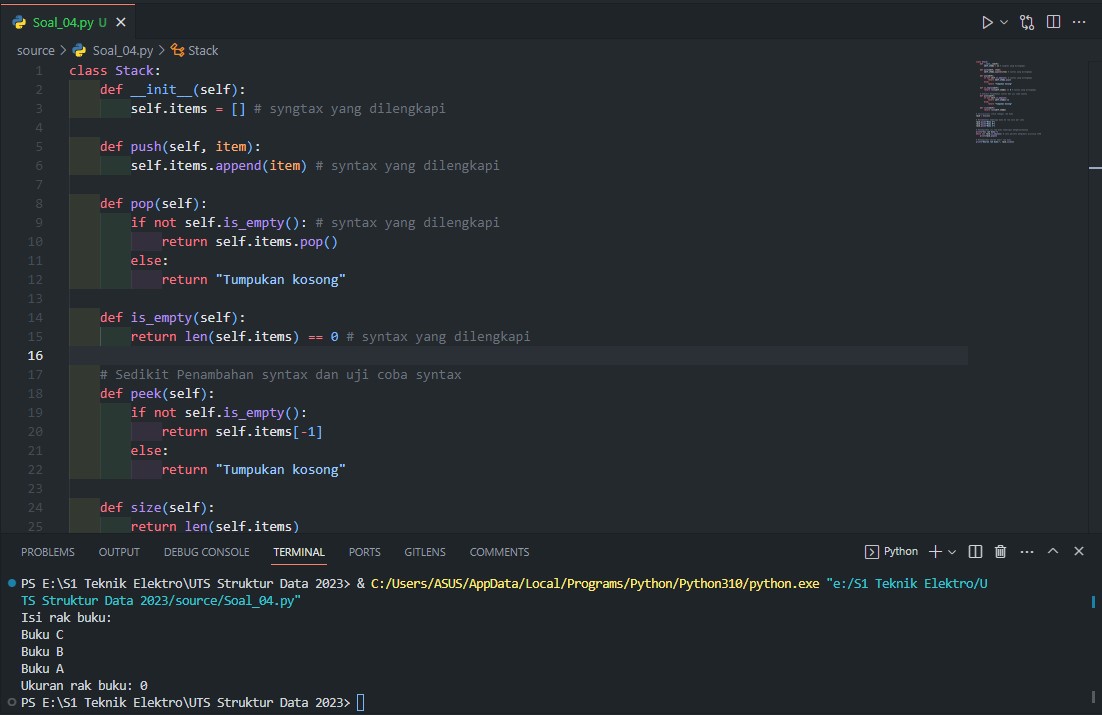 Soal_04.py U
source > Soal_04.py > Stack
1 class Stack:
2 def __init__(self):
3 self.items = [] # syngtax yang dilengkapi
4
5 def push(self, item):
6 self.items.append(item) # syntax yang dilengkapi
7
8 def pop(self):
9 if not self.is_empty(): # syntax yang dilengkapi
10 return self.items.pop()
11 else:
12 return "Tumpukan kosong"
13
14 def is_empty(self):
15 return len(self.items) == 0 # syntax yang dilengkapi
16
17 # Sedikit Penambahan syntax dan uji coba syntax
18 def peek(self):
19 if not self.is_empty():
20 return self.items[-1]
21 else:
22 return "Tumpukan kosong"
23
24 def size(self):
25 return len(self.items)
PROBLEMS OUTPUT DEBUG CONSOLE TERMINAL PORTS GITLENS COMMENTS Python
PS E:\S1 Teknik Elektro\UTS Struktur Data 2023> & C:/Users/ASUS/AppData/Local/Programs/Python/Python310/python.exe "e:/S1 Teknik Elektro/U
TS Struktur Data 2023/source/Soal_04.py"
Isi rak buku:
Buku C
Buku B
Buku A
Ukuran rak buku: 0
PS E:\S1 Teknik Elektro\UTS Struktur Data 2023>